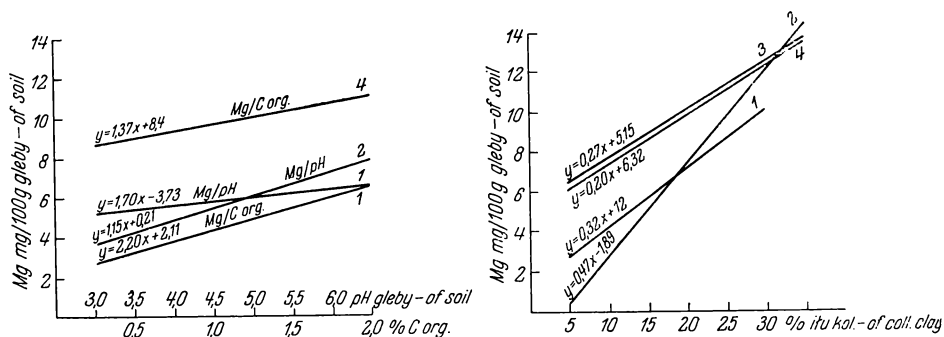 Mg mg/100g gleby-of soil
14
12
10
8
6
4
2
y=1,37x+8,4
Mg/C org.
4
y=1,70x-3,73
Mg/pH
1
y=1,15x+0,21
Mg/pH
2
y=2,20x+2,11
Mg/C org.
1
3,0 3,5 4,0 4,5 5,0 5,5 6,0 pH gleby-of soil
0,5 1,0 1,5 2,0 % C org.
Mg mg/100g gleby-of soil
14
12
10
8
6
4
2
2
3
4
1
y=0,27x+5,15
y=0,20x+6,32
y=0,32x+12
y=0,47x-1,89
5 10 15 20 25 30 % iłu kol.-of coll. clay